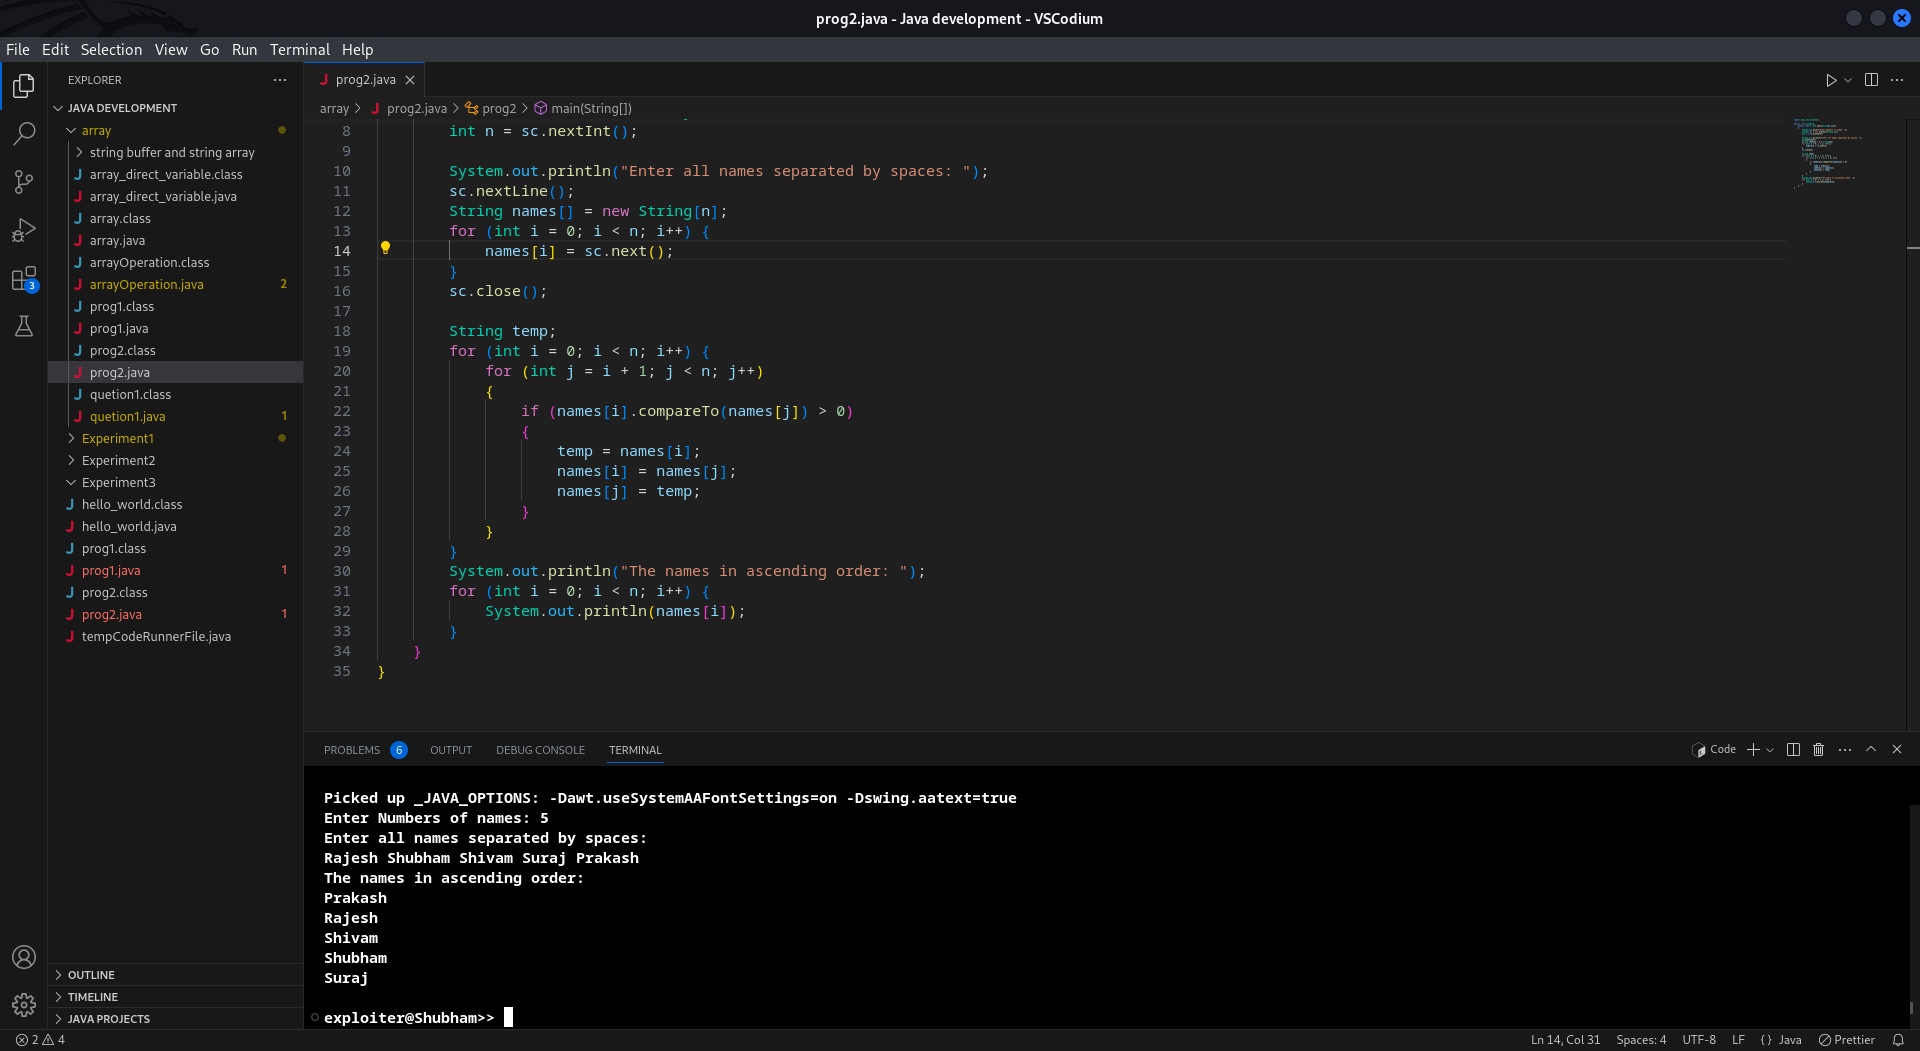 prog2.java - Java development - VSCodium
File Edit Selection View Go Run Terminal Help
EXPLORER
JAVA DEVELOPMENT
array
string buffer and string array
array_direct_variable.class
array_direct_variable.java
array.class
array.java
arrayOperation.class
arrayOperation.java 2
prog1.class
prog1.java
prog2.class
prog2.java
quetion1.class
quetion1.java 1
Experiment1
Experiment2
Experiment3
hello_world.class
hello_world.java
prog1.class
prog1.java 1
prog2.class
prog2.java 1
tempCodeRunnerFile.java
OUTLINE
TIMELINE
JAVA PROJECTS
3
prog2.java
array > prog2.java > prog2 > main(String[])
8 int n = sc.nextInt();
9
10 System.out.println("Enter all names separated by spaces: ");
11 sc.nextLine();
12 String names[] = new String[n];
13 for (int i = 0; i < n; i++) {
14 names[i] = sc.next();
15 }
16 sc.close();
17
18 String temp;
19 for (int i = 0; i < n; i++) {
20 for (int j = i + 1; j < n; j++)
21 {
22 if (names[i].compareTo(names[j]) > 0)
23 {
24 temp = names[i];
25 names[i] = names[j];
26 names[j] = temp;
27 }
28 }
29 }
30 System.out.println("The names in ascending order: ");
31 for (int i = 0; i < n; i++) {
32 System.out.println(names[i]);
33 }
34 }
35 }
PROBLEMS 6 OUTPUT DEBUG CONSOLE TERMINAL
Code
Picked up _JAVA_OPTIONS: -Dawt.useSystemAAFontSettings=on -Dswing.aatext=true
Enter Numbers of names: 5
Enter all names separated by spaces:
Rajesh Shubham Shivam Suraj Prakash
The names in ascending order:
Prakash
Rajesh
Shivam
Shubham
Suraj
exploiter@Shubham>>
2 4
Ln 14, Col 31 Spaces: 4 UTF-8 LF {} Java Prettier